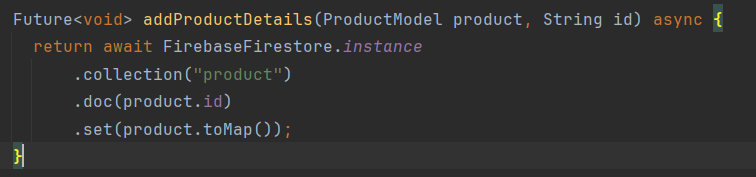 Future<void> addProductDetails(ProductModel product, String id) async {
return await FirebaseFirestore.instance
.collection("product")
.doc(product.id)
.set(product.toMap());
}